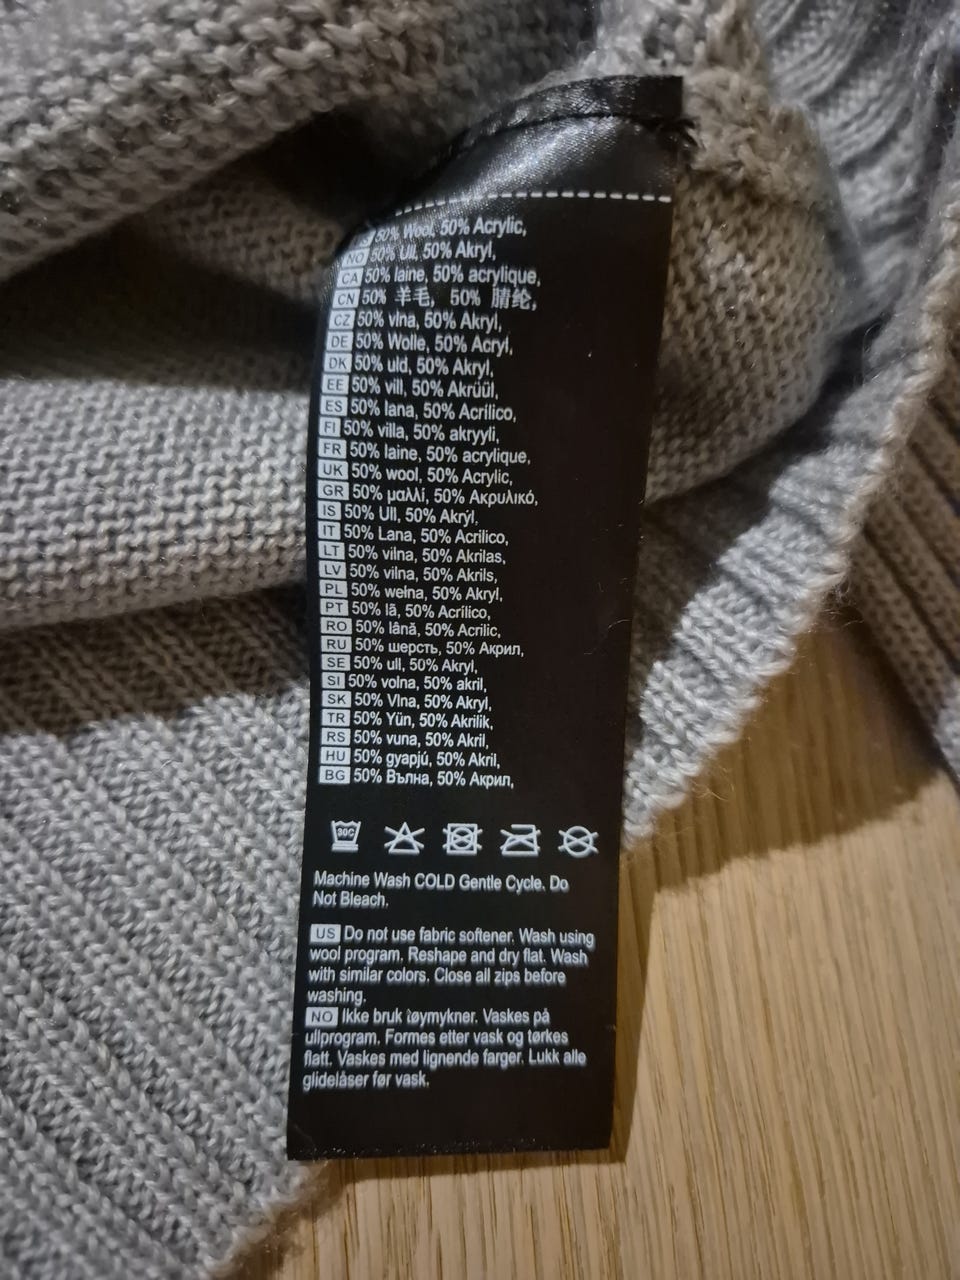 US 50% Wool, 50% Acrylic,
NO 50% Ull, 50% Akryl,
CA 50% laine, 50% acrylique,
CN 50% 羊毛, 50% 腈纶,
CZ 50% vlna, 50% Akryl,
DE 50% Wolle, 50% Acryl,
DK 50% uld, 50% Akryl,
EE 50% vill, 50% Akrüül,
ES 50% lana, 50% Acrílico,
FI 50% villa, 50% akryyli,
FR 50% laine, 50% acrylique,
UK 50% wool, 50% Acrylic,
GR 50% μαλλί, 50% Ακρυλικό,
IS 50% Ull, 50% Akrýl,
IT 50% Lana, 50% Acrilico,
LT 50% vilna, 50% Akrilas,
LV 50% vilna, 50% Akrils,
PL 50% wełna, 50% Akryl,
PT 50% lã, 50% Acrílico,
RO 50% lână, 50% Acrilic,
RU 50% шерсть, 50% Акрил,
SE 50% ull, 50% Akryl,
SI 50% volna, 50% akril,
SK 50% Vlna, 50% Akryl,
TR 50% Yün, 50% Akrilik,
RS 50% vuna, 50% Akril,
HU 50% gyapjú, 50% Akril,
BG 50% Вълна, 50% Акрил,
30C
Machine Wash COLD Gentle Cycle. Do
Not Bleach.
US Do not use fabric softener. Wash using
wool program. Reshape and dry flat. Wash
with similar colors. Close all zips before
washing.
NO Ikke bruk tøymykner. Vaskes på
ullprogram. Formes etter vask og tørkes
flatt. Vaskes med lignende farger. Lukk alle
glidelåser før vask.